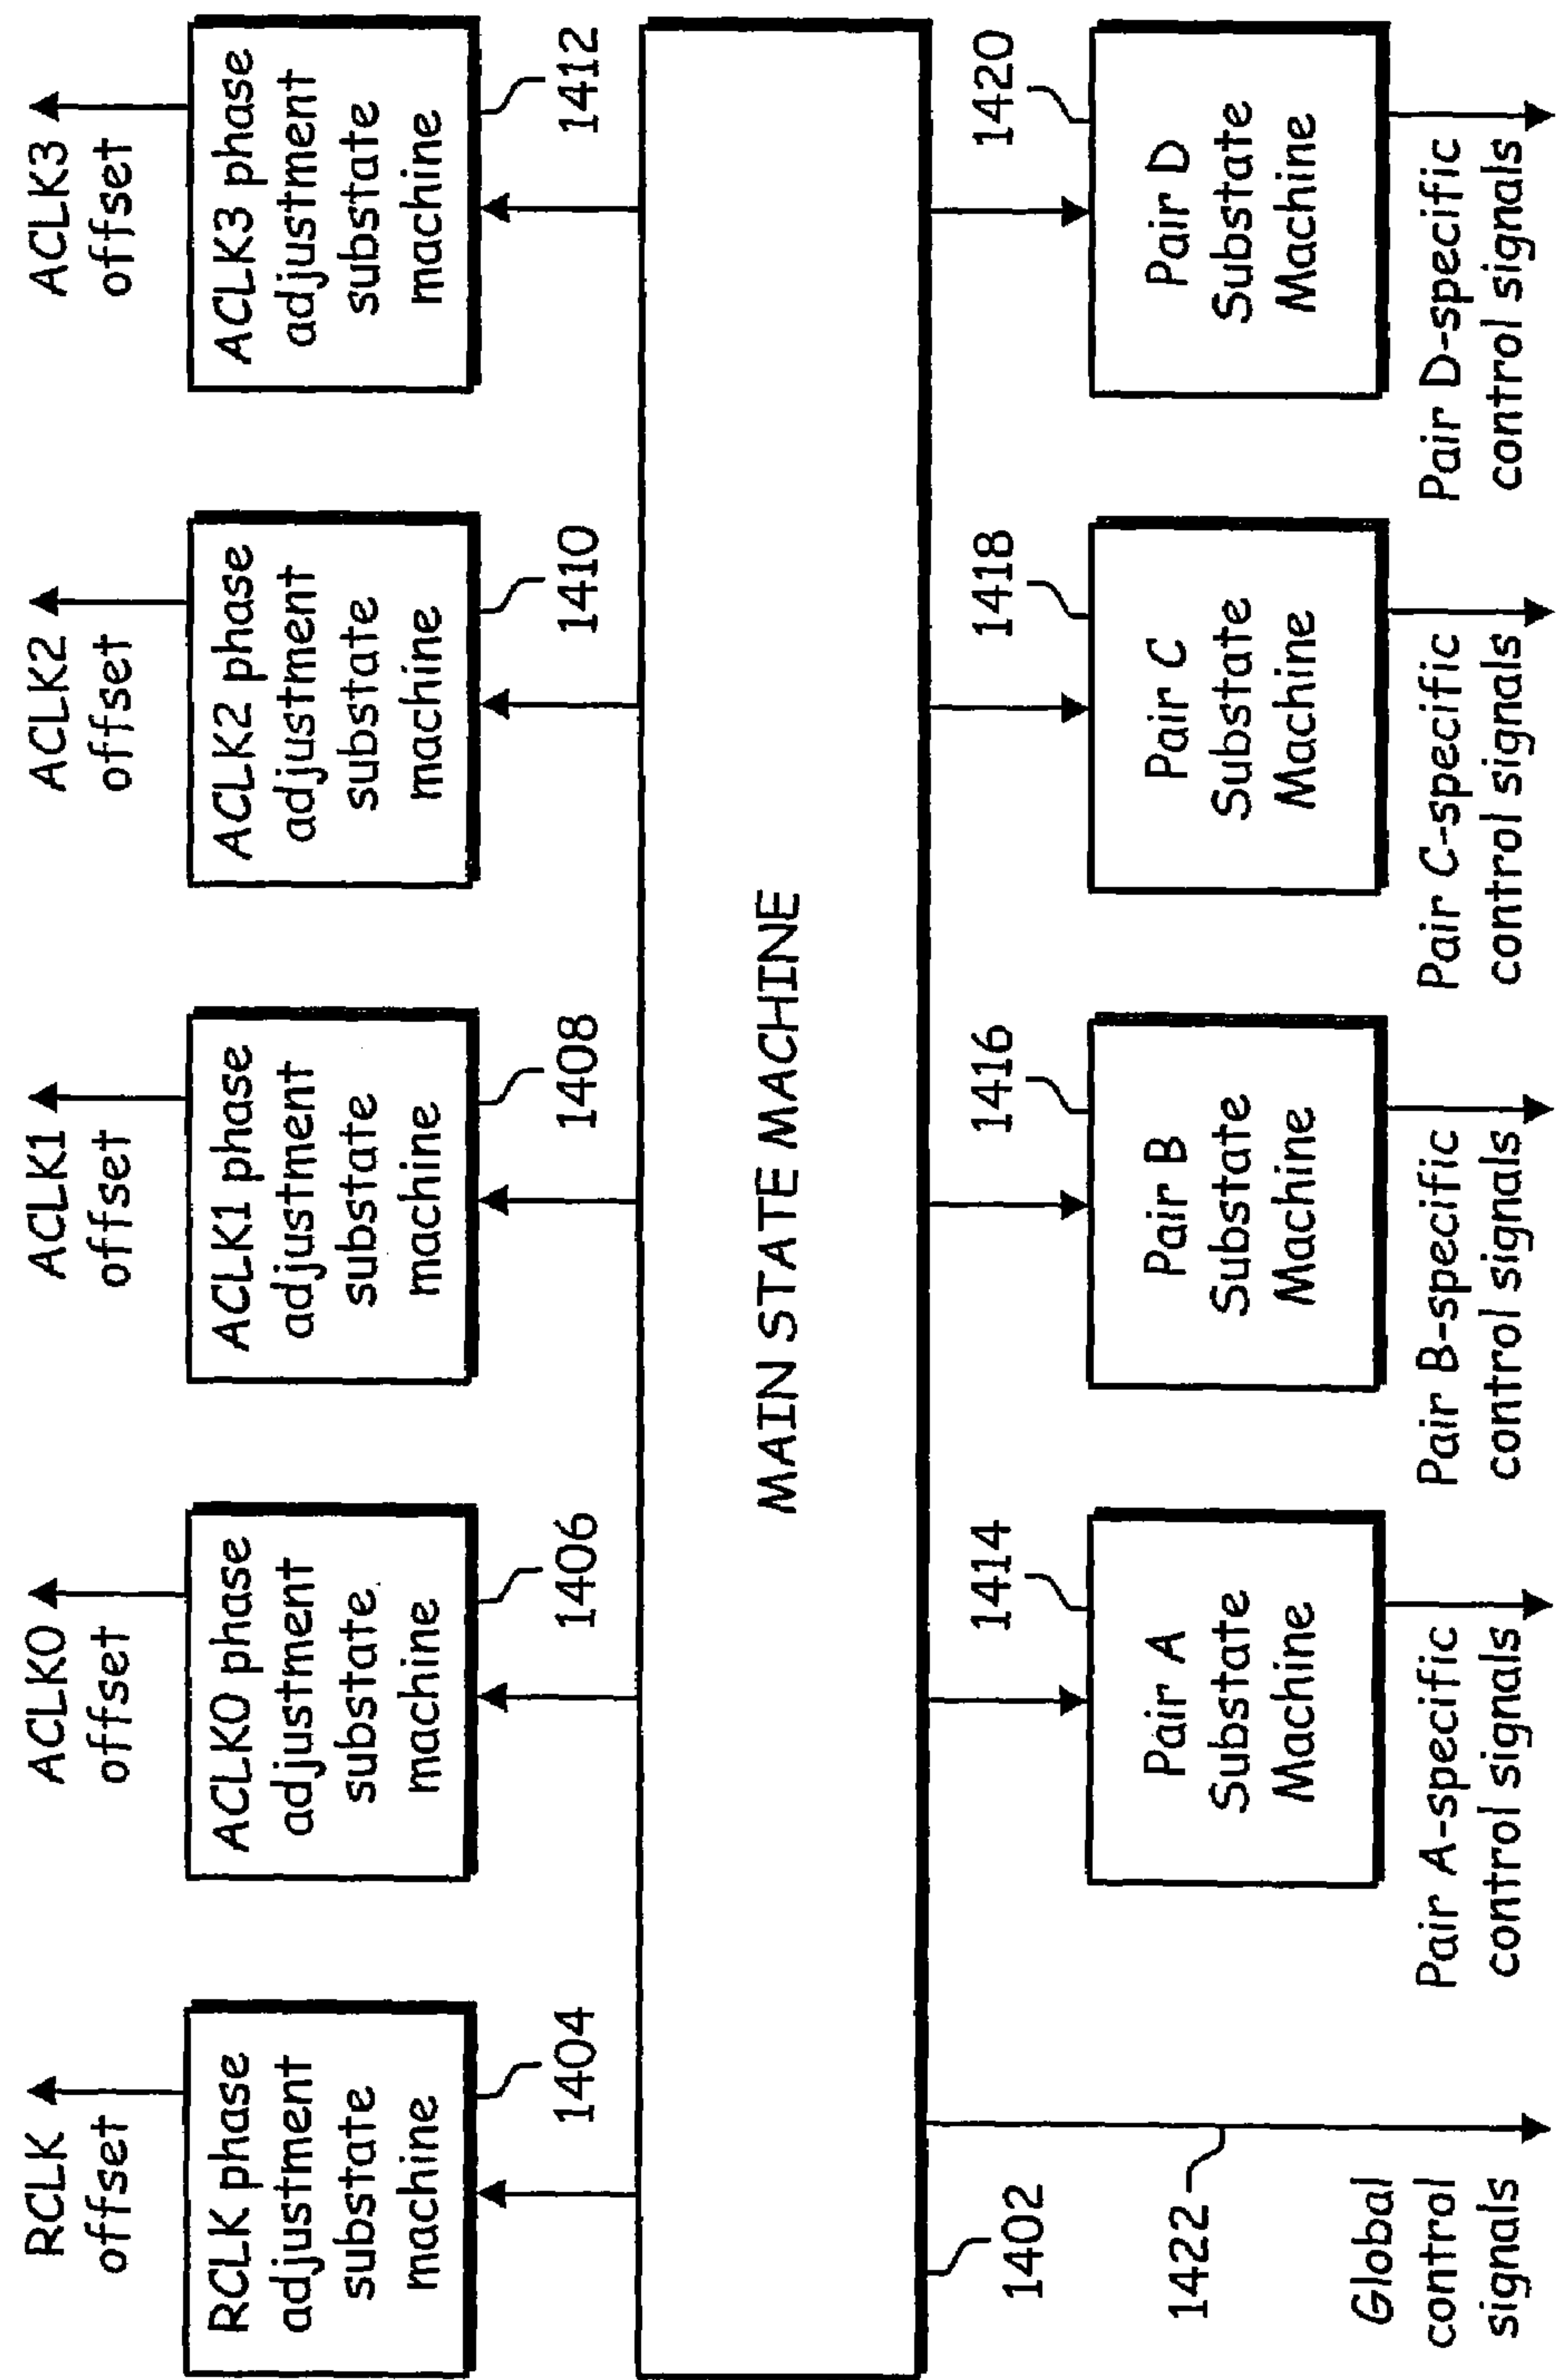 RCLK
offset
ACLK0
offset
ACLK1
offset
ACLK2
offset
ACLK3
offset
RCLK phase
adjustment
substate
machine
ACLK0 phase
adjustment
substate
machine
ACLK1 phase
adjustment
substate
machine
ACLK2 phase
adjustment
substate
machine
ACLK3 phase
adjustment
substate
machine
1404
1406
1408
1410
1412
MAIN STATE MACHINE
1402
1414
1416
1418
1420
1422
Pair A
Substate
Machine
Pair B
Substate
Machine
Pair C
Substate
Machine
Pair D
Substate
Machine
Global
control
signals
Pair A-specific
control signals
Pair B-specific
control signals
Pair C-specific
control signals
Pair D-specific
control signals